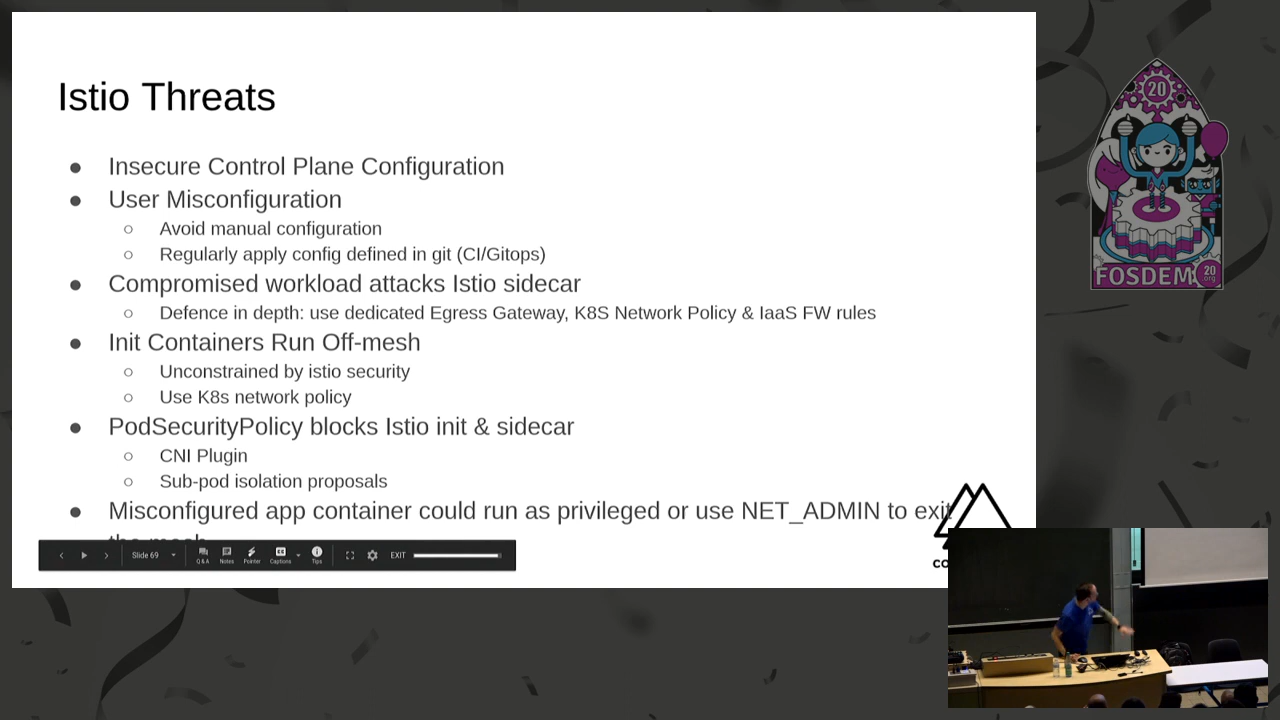 Istio Threats
Insecure Control Plane Configuration
User Misconfiguration
Avoid manual configuration
Regularly apply config defined in git (CI/Gitops)
Compromised workload attacks Istio sidecar
Defence in depth: use dedicated Egress Gateway, K8S Network Policy & IaaS FW rules
Init Containers Run Off-mesh
Unconstrained by istio security
Use K8s network policy
PodSecurityPolicy blocks Istio init & sidecar
CNI Plugin
Sub-pod isolation proposals
Misconfigured app container could run as privileged or use NET_ADMIN to exit
the mesh
Slide 69
Q&A Notes Pointer Captions Tips
EXIT
co
20
FOSDEM 20
.org